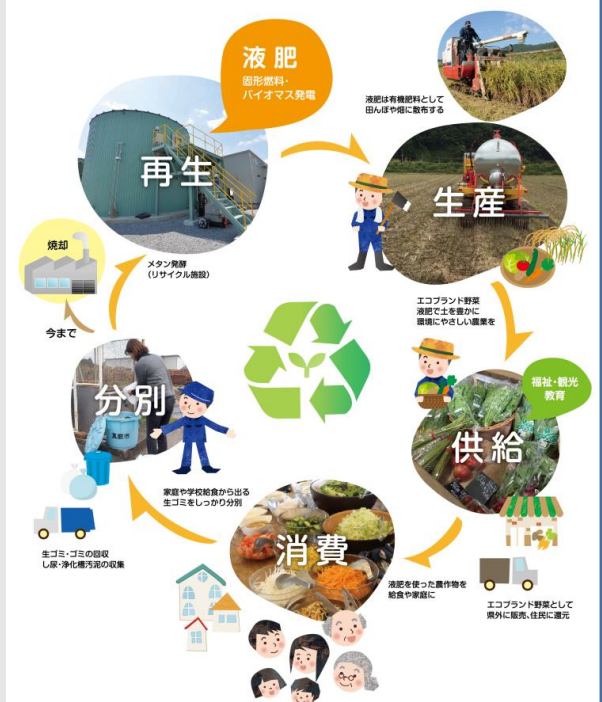 液肥
固形燃料・
バイオマス発電
液肥は有機肥料として
田んぼや畑に散布する
再生
生産
焼却
メタン発酵
（リサイクル施設）
今まで
エコブランド野菜
液肥で土を豊かに
環境にやさしい農業を
福祉・観光
教育
分別
真庭市
供給
家庭や学校給食から出る
生ゴミをしっかり分別
消費
生ゴミ・ゴミの回収
し尿・浄化槽汚泥の収集
液肥を使った農作物を
給食や家庭に
エコブランド野菜として
県外に販売、住民に還元